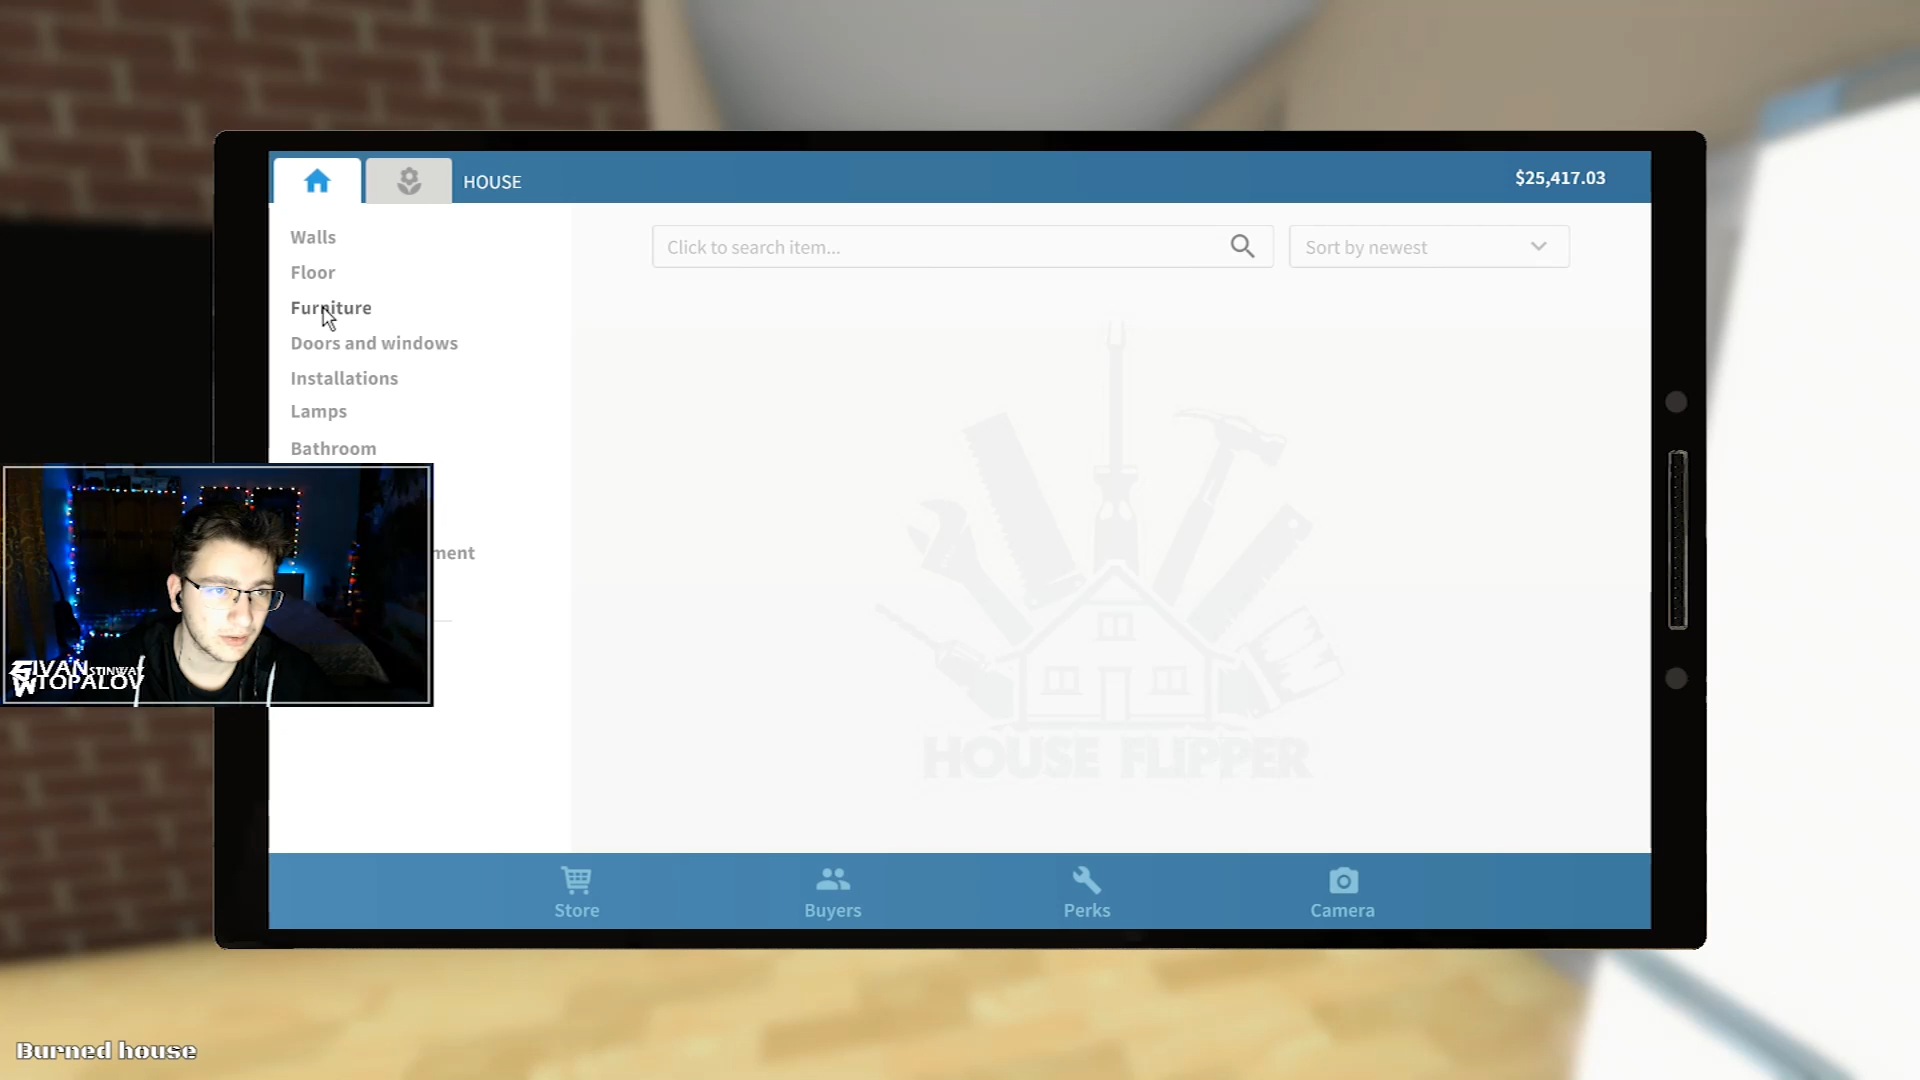 HOUSE
$25,417.03
Walls
Floor
Furniture
Doors and windows
Installations
Lamps
Bathroom
ment
Click to search item...
Sort by newest
HOUSE FLIPPER
IVAN STINWAY
TOPALOV
Store
Buyers
Perks
Camera
Burned house